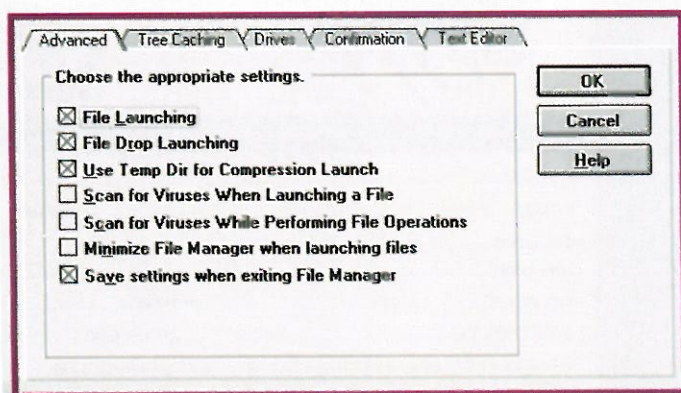 Advanced
Tree Caching
Drives
Confirmation
Text Editor
Choose the appropriate settings.
File Launching
File Drop Launching
Use Temp Dir for Compression Launch
Scan for Viruses When Launching a File
Scan for Viruses While Performing File Operations
Minimize File Manager when launching files
Save settings when exiting File Manager
OK
Cancel
Help